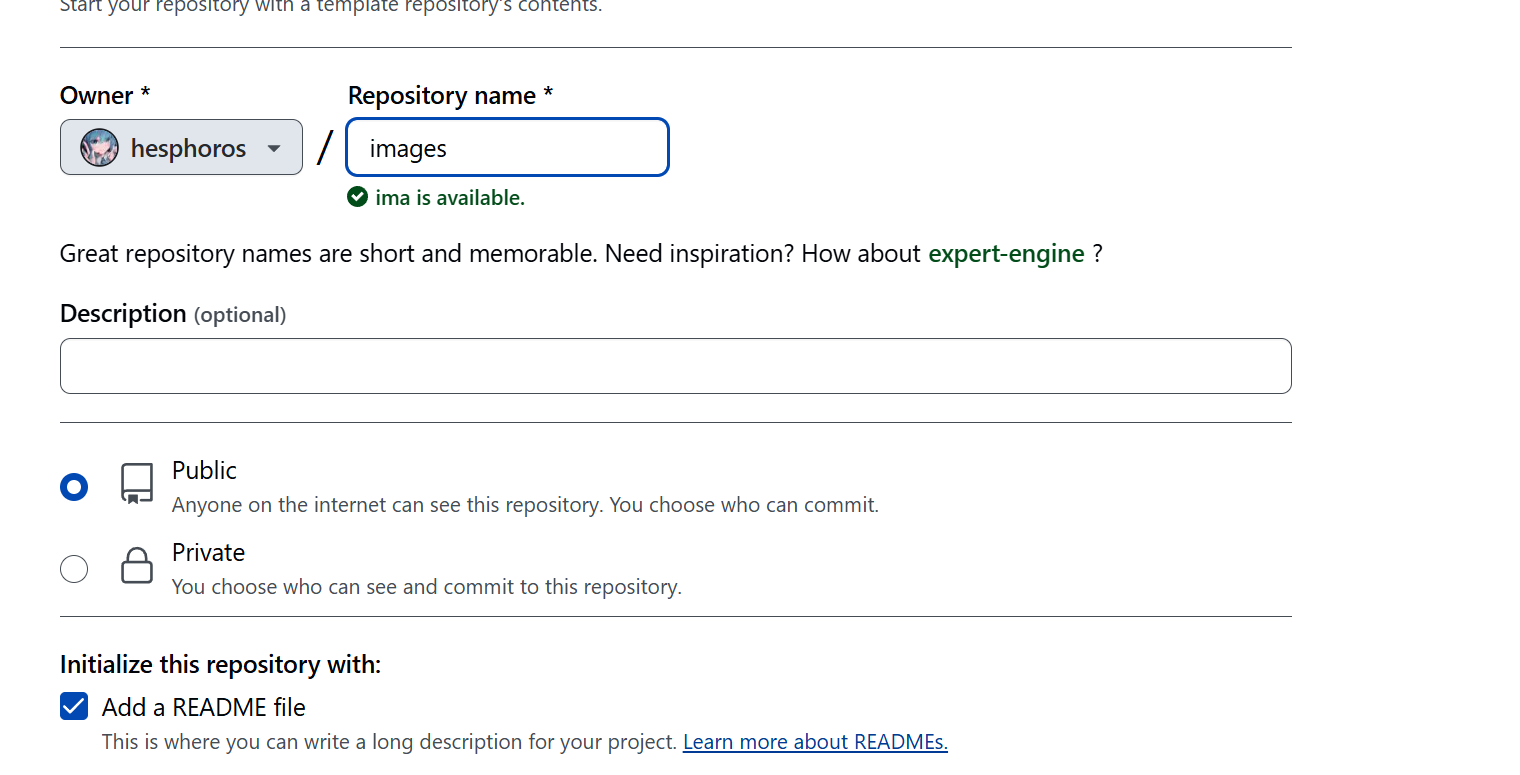 Start your repository with a template repository's contents.
Owner * Repository name *
hesphoros / images
ima is available.
Great repository names are short and memorable. Need inspiration? How about expert-engine ?
Description (optional)
Public
Anyone on the internet can see this repository. You choose who can commit.
Private
You choose who can see and commit to this repository.
Initialize this repository with:
Add a README file
This is where you can write a long description for your project. Learn more about READMEs.